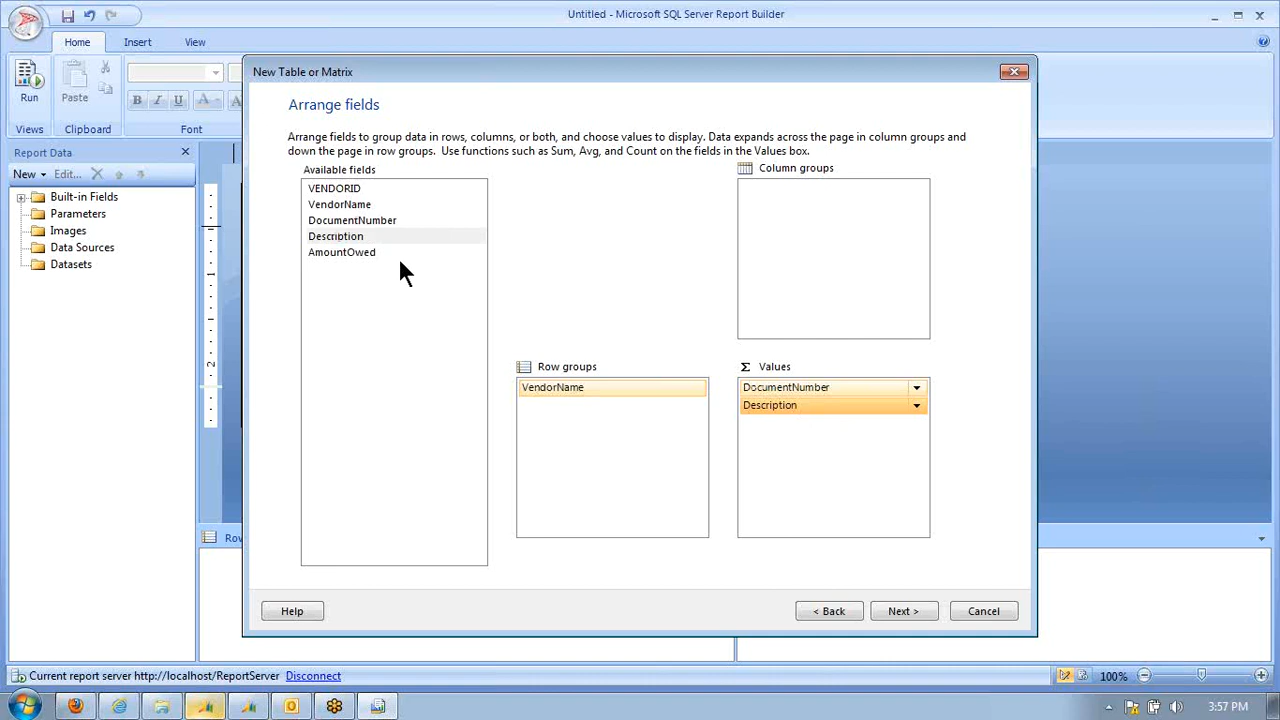 Untitled - Microsoft SQL Server Report Builder
Home
Insert
View
Run
Paste
B
I
U
A
A
Views
Clipboard
Font
Report Data
New
Edit...
Built-in Fields
Parameters
Images
Data Sources
Datasets
New Table or Matrix
Arrange fields
Arrange fields to group data in rows, columns, or both, and choose values to display. Data expands across the page in column groups and
down the page in row groups. Use functions such as Sum, Avg, and Count on the fields in the Values box.
Available fields
VENDORID
VendorName
DocumentNumber
Description
AmountOwed
Column groups
Row groups
VendorName
Σ Values
DocumentNumber
Description
Help
< Back
Next >
Cancel
1
2
Ro
Current report server http://localhost/ReportServer Disconnect
100%
3:57 PM